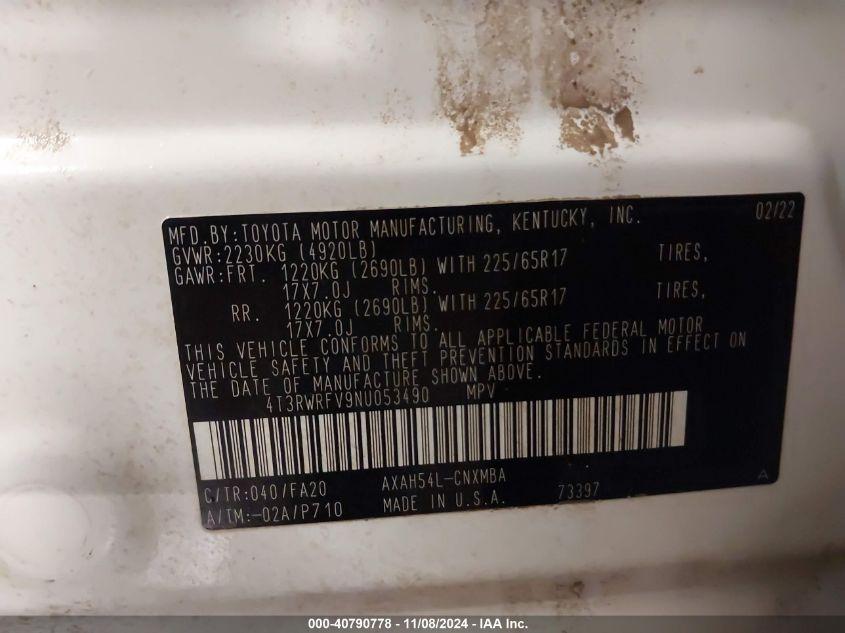 MFD.BY:TOYOTA MOTOR MANUFACTURING, KENTUCKY, INC. 02/22
GVWR:2230KG (4920LB)
GAWR:FRT. 1220KG (2690LB) WITH 225/65R17 TIRES,
17X7.0J RIMS.
RR. 1220KG (2690LB) WITH 225/65R17 TIRES,
17X7.0J RIMS.
THIS VEHICLE CONFORMS TO ALL APPLICABLE FEDERAL MOTOR
VEHICLE SAFETY AND THEFT PREVENTION STANDARDS IN EFFECT ON
THE DATE OF MANUFACTURE SHOWN ABOVE.
4T3RWRFV9NU053490 MPV
C/TR:040/FA20 AXAH54L-CNXMBA
A/TM:-02A/P710 MADE IN U.S.A. 73397 A
000-40790778 - 11/08/2024 - IAA Inc.